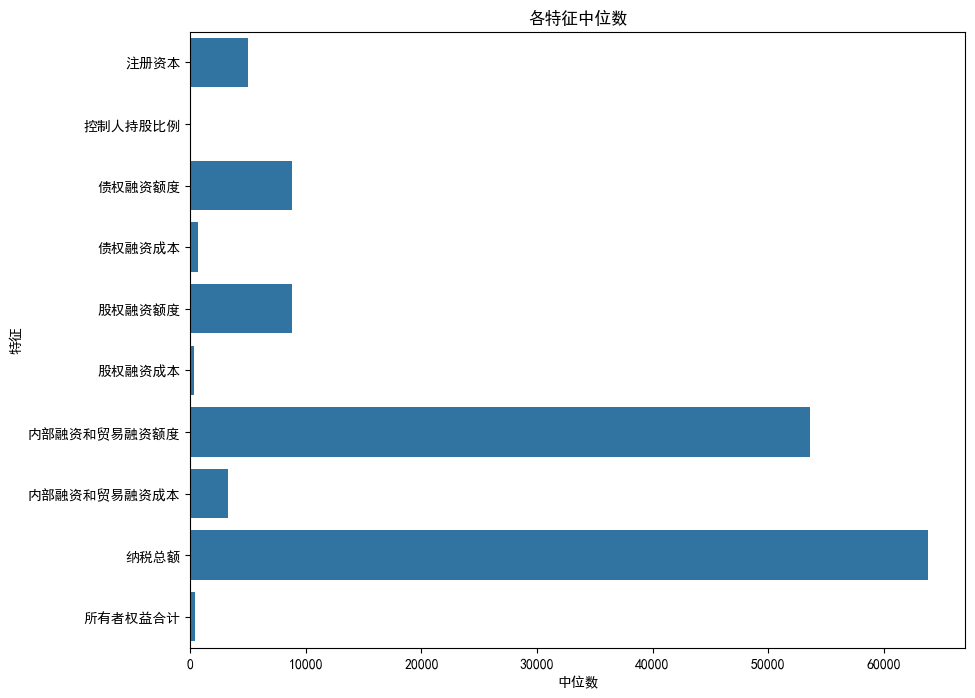 各特征中位数
注册资本
控制人持股比例
债权融资额度
债权融资成本
股权融资额度
股权融资成本
内部融资和贸易融资额度
内部融资和贸易融资成本
纳税总额
所有者权益合计
特征
0 10000 20000 30000 40000 50000 60000
中位数